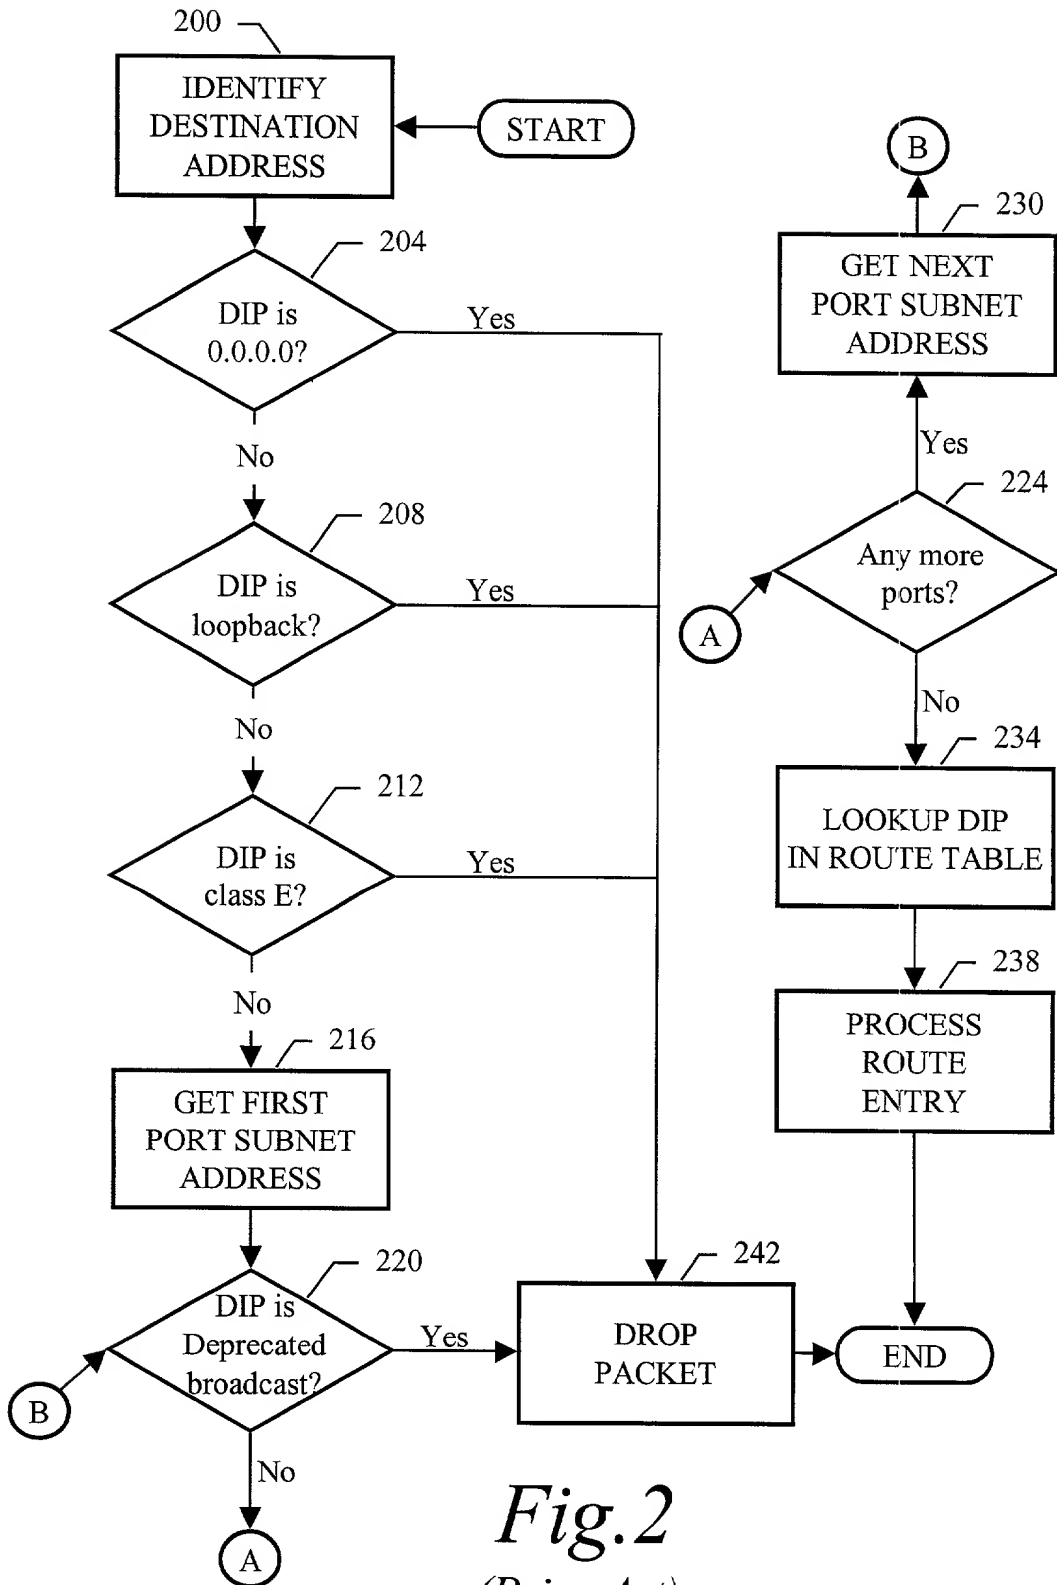 200
IDENTIFY
DESTINATION
ADDRESS
START
204
DIP is
0.0.0.0?
Yes
No
208
DIP is
loopback?
Yes
No
212
DIP is
class E?
Yes
No
216
GET FIRST
PORT SUBNET
ADDRESS
220
DIP is
Deprecated
broadcast?
Yes
B
No
A
242
DROP
PACKET
END
B
230
GET NEXT
PORT SUBNET
ADDRESS
Yes
224
Any more
ports?
A
No
234
LOOKUP DIP
IN ROUTE TABLE
238
PROCESS
ROUTE
ENTRY
Fig.2
(Prior Art)